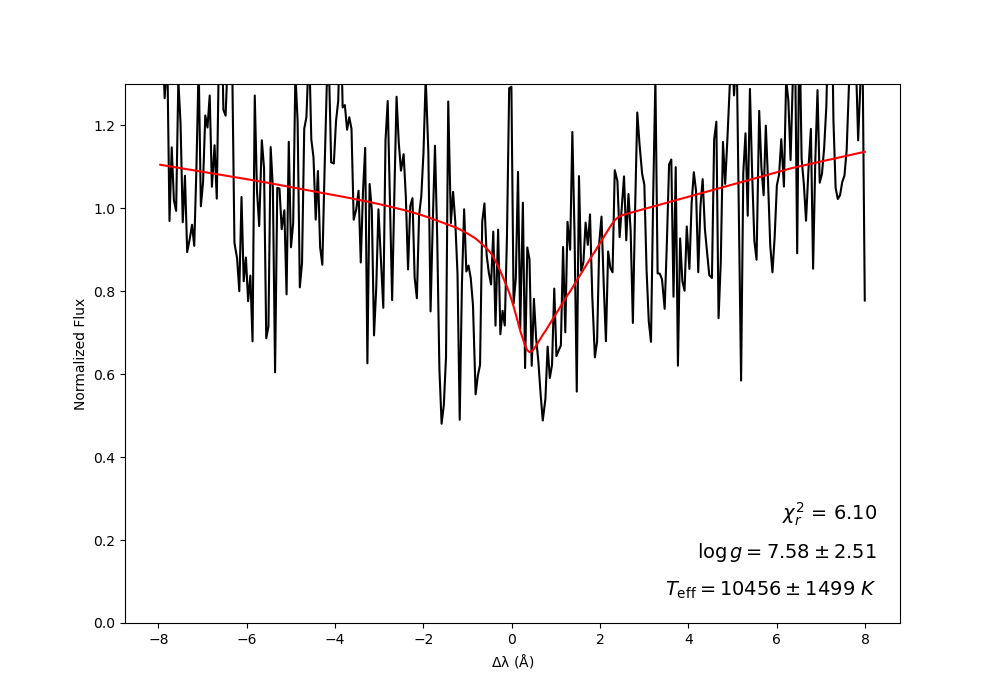 1.2
1.0
0.8
0.6
0.4
0.2
0.0
Normalized Flux
χ²ᵣ = 6.10
log g = 7.58 ± 2.51
T_eff = 10456 ± 1499 K
−8 −6 −4 −2 0 2 4 6 8
Δλ (Å)